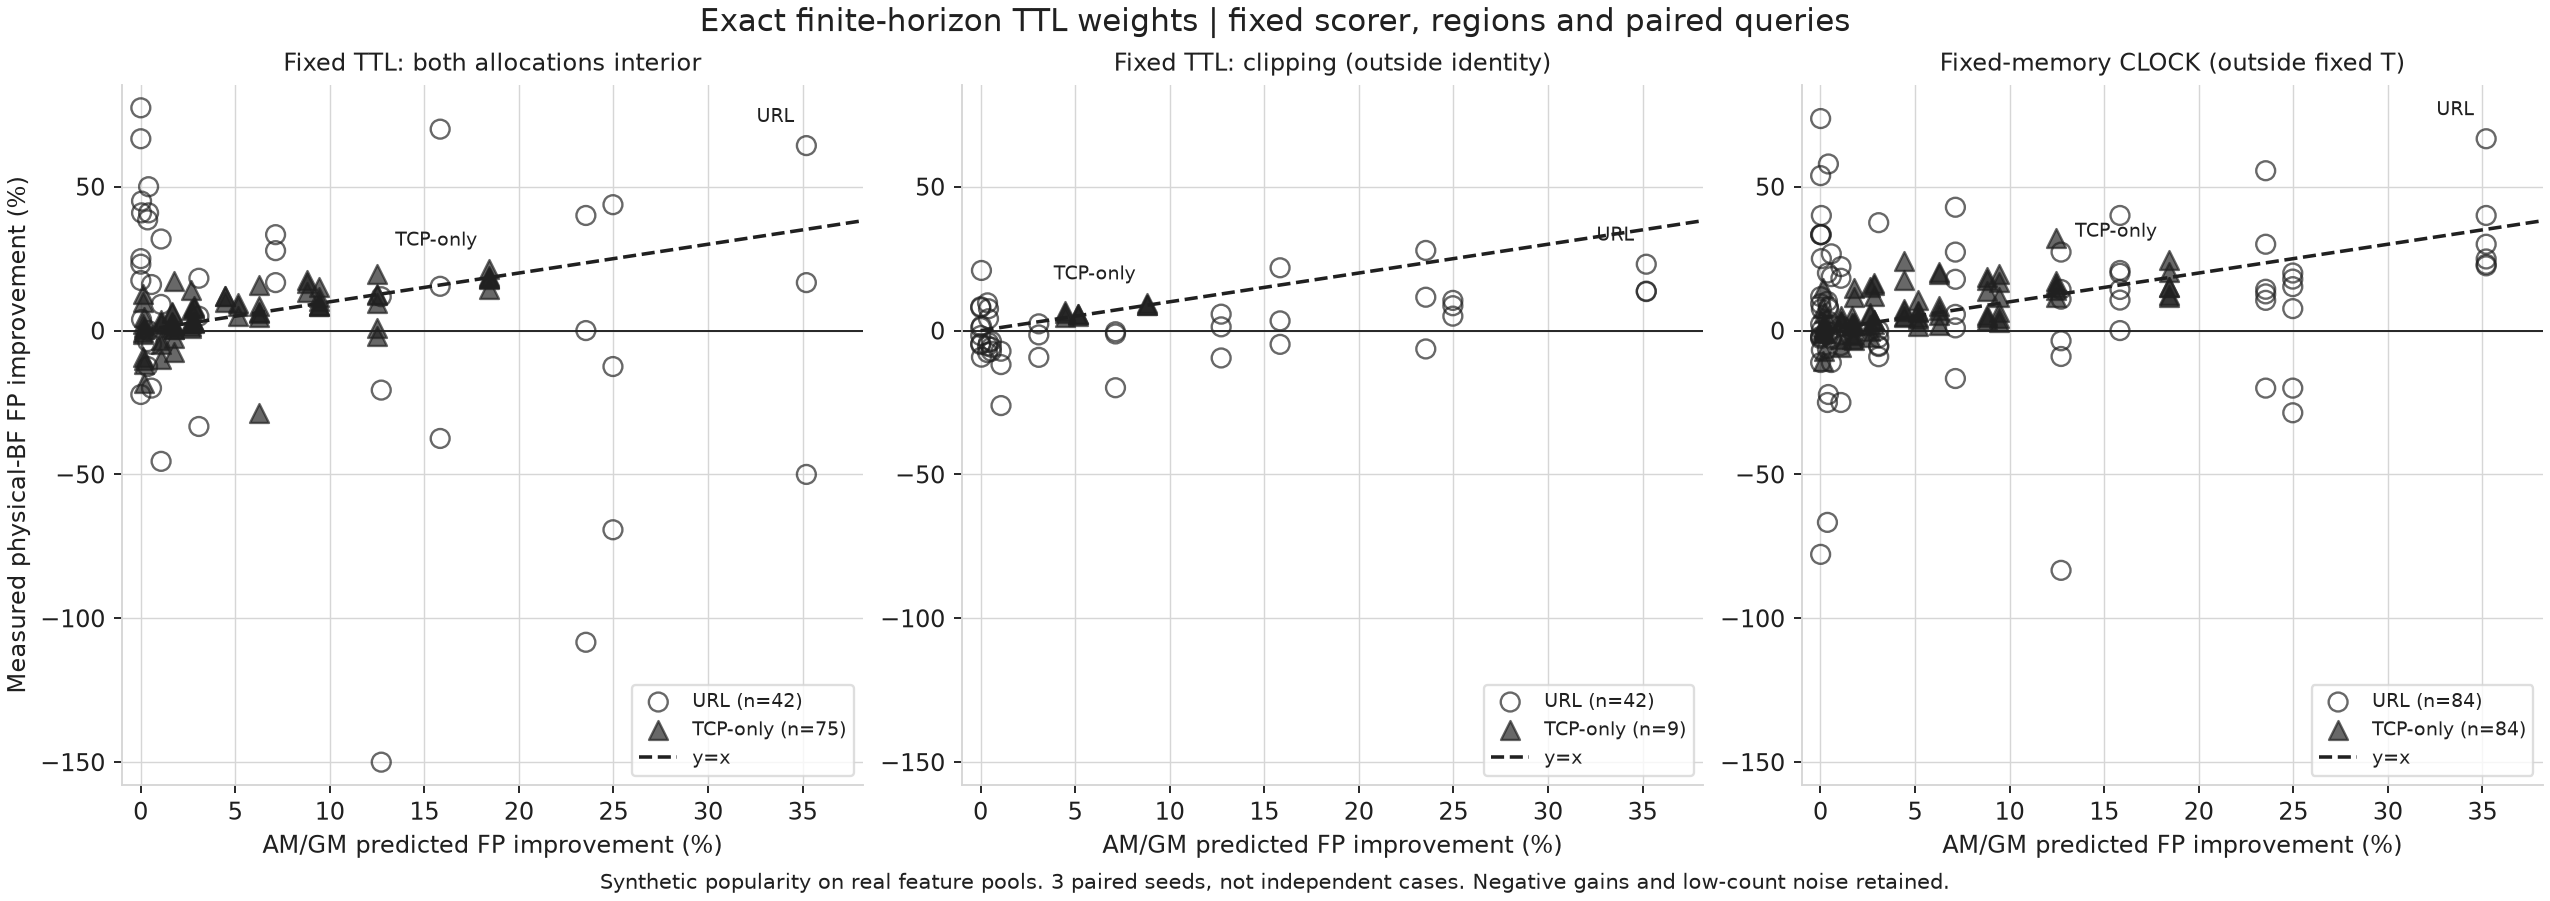 Exact finite-horizon TTL weights | fixed scorer, regions and paired queries
Fixed TTL: both allocations interior
Measured physical-BF FP improvement (%)
50
0
−50
−100
−150
URL
TCP-only
URL (n=42)
TCP-only (n=75)
y=x
0 5 10 15 20 25 30 35
AM/GM predicted FP improvement (%)
Fixed TTL: clipping (outside identity)
50
0
−50
−100
−150
URL
TCP-only
URL (n=42)
TCP-only (n=9)
y=x
0 5 10 15 20 25 30 35
AM/GM predicted FP improvement (%)
Fixed-memory CLOCK (outside fixed T)
50
0
−50
−100
−150
URL
TCP-only
URL (n=84)
TCP-only (n=84)
y=x
0 5 10 15 20 25 30 35
AM/GM predicted FP improvement (%)
Synthetic popularity on real feature pools. 3 paired seeds, not independent cases. Negative gains and low-count noise retained.